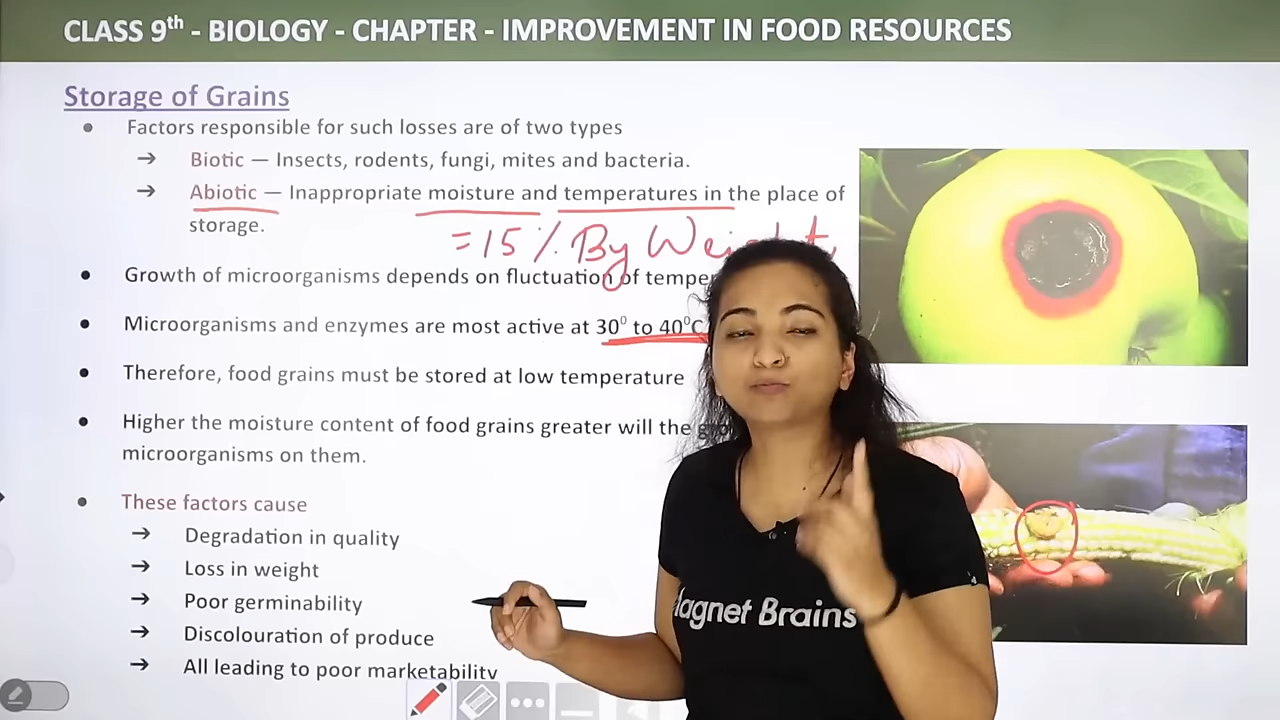 CLASS 9th - BIOLOGY - CHAPTER - IMPROVEMENT IN FOOD RESOURCES
Storage of Grains
● Factors responsible for such losses are of two types
➔ Biotic — Insects, rodents, fungi, mites and bacteria.
➔ Abiotic — Inappropriate moisture and temperatures in the place of
storage.
=15 % By
● Growth of microorganisms depends on fluctuation of
● Microorganisms and enzymes are most active at 30⁰ to 40⁰C
● Therefore, food grains must be stored at low temperature
● Higher the moisture content of food grains greater will the
microorganisms on them.
● These factors cause
➔ Degradation in quality
➔ Loss in weight
➔ Poor germinability
➔ Discolouration of produce
➔ All leading to poor marketability
Magnet Brains